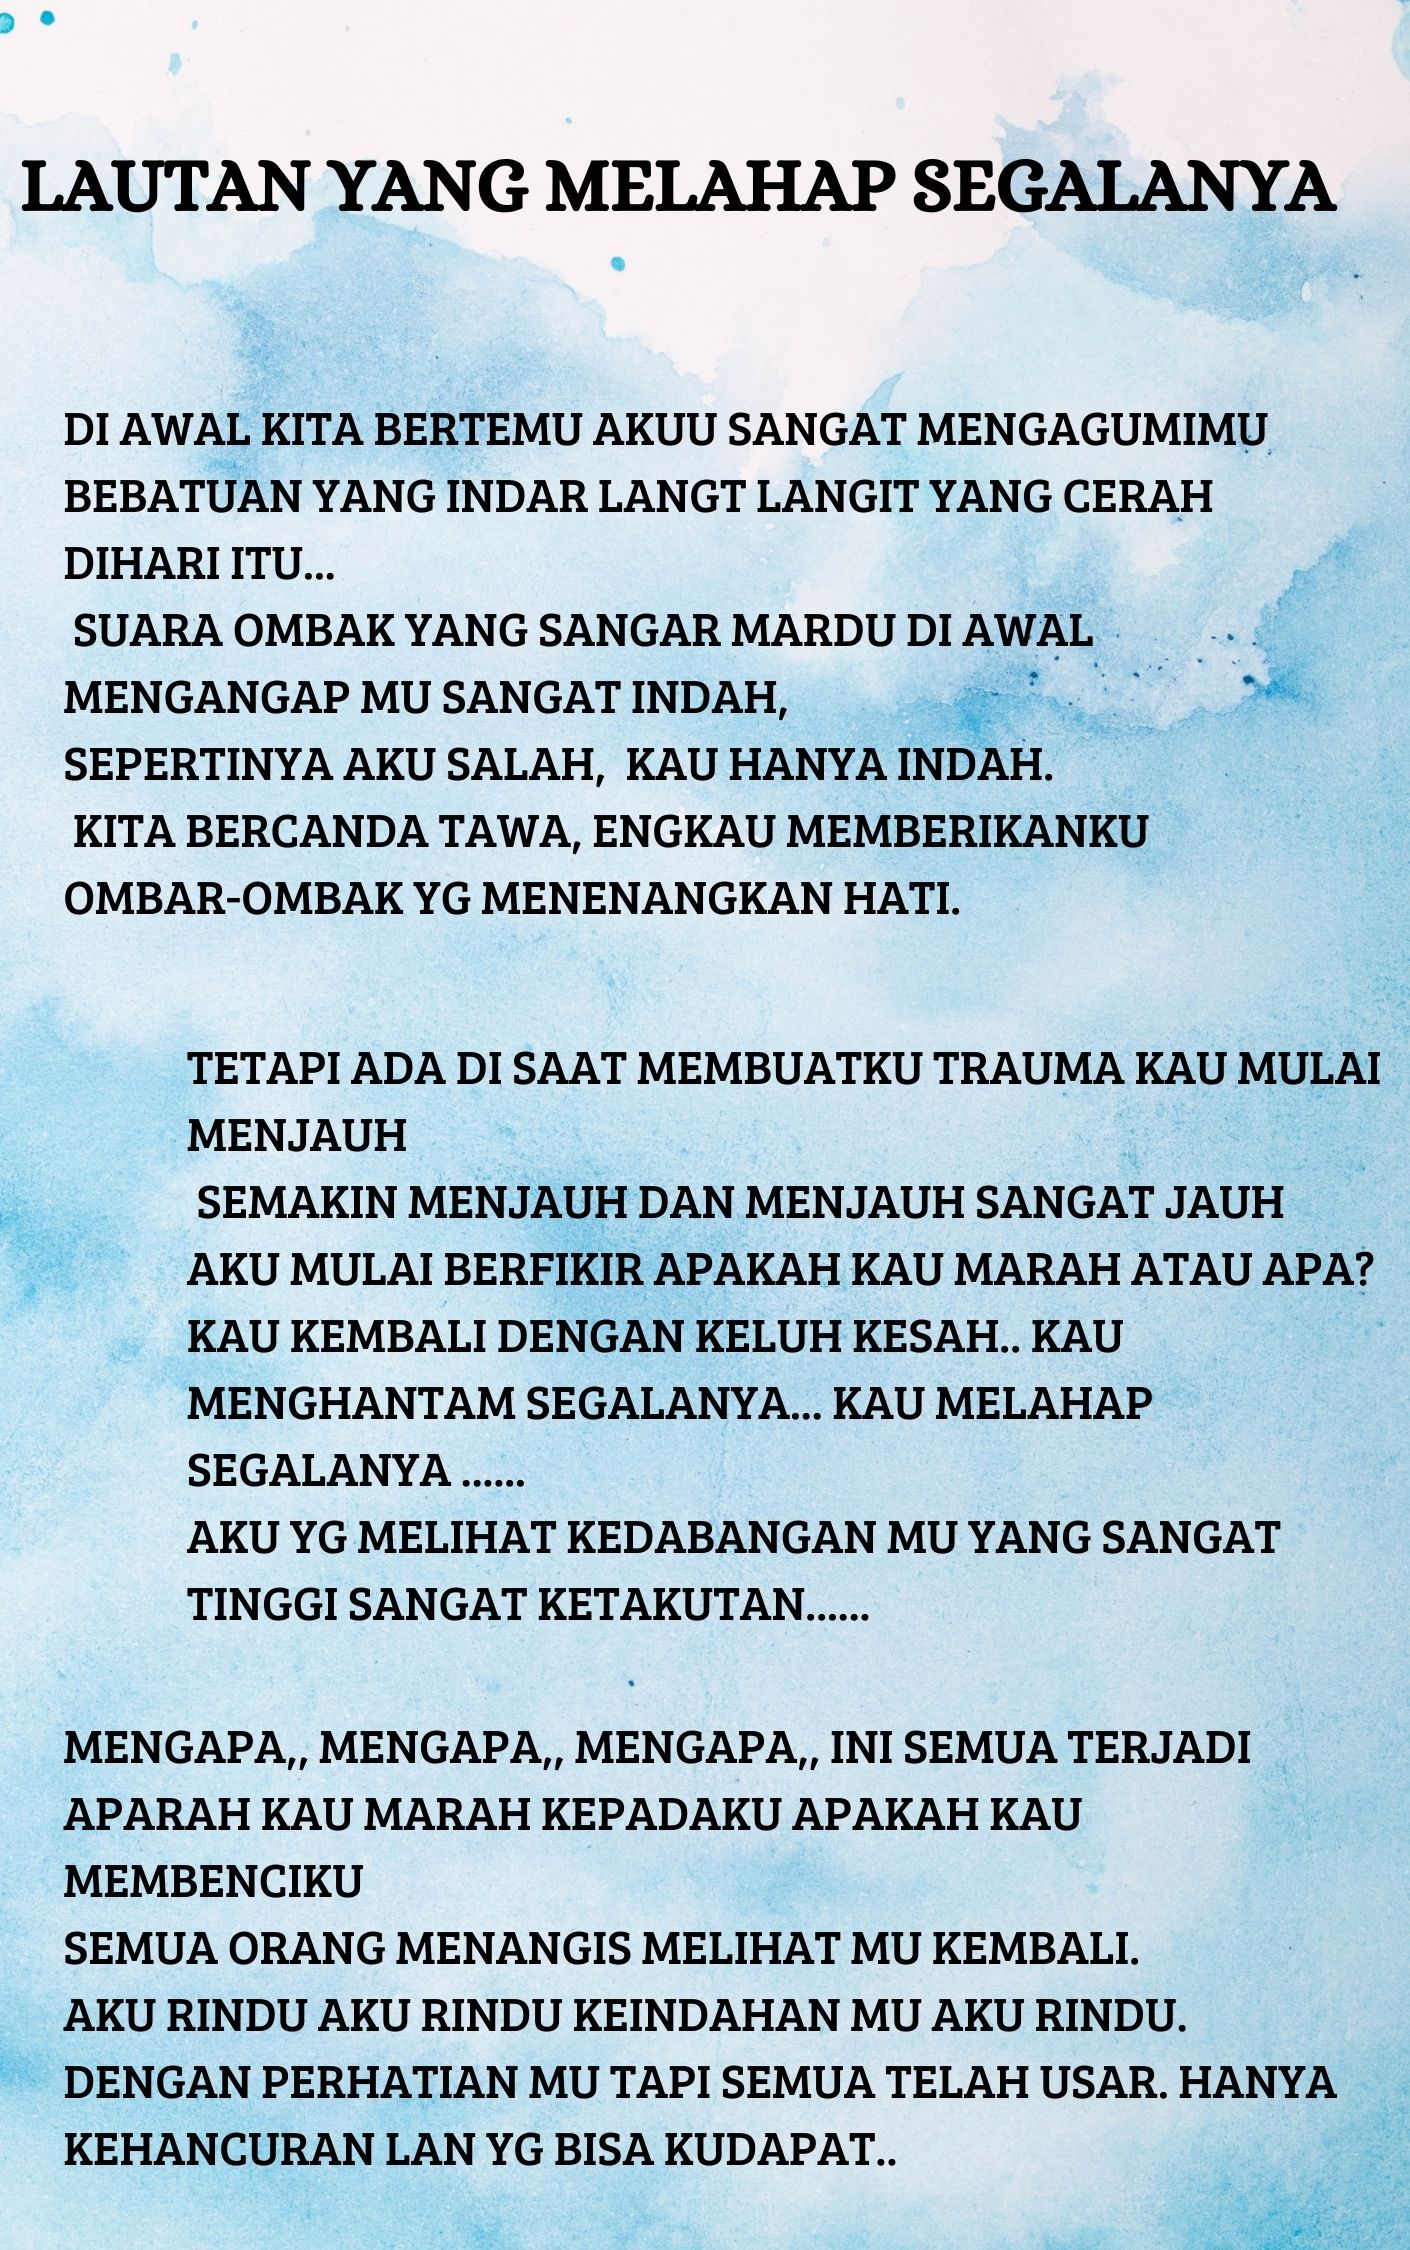 LAUTAN YANG MELAHAP SEGALANYA
DI AWAL KITA BERTEMU AKUU SANGAT MENGAGUMIMU
BEBATUAN YANG INDAR LANGT LANGIT YANG CERAH
DIHARI ITU...
SUARA OMBAK YANG SANGAR MARDU DI AWAL
MENGANGAP MU SANGAT INDAH,
SEPERTINYA AKU SALAH, KAU HANYA INDAH.
KITA BERCANDA TAWA, ENGKAU MEMBERIKANKU
OMBAR-OMBAK YG MENENANGKAN HATI.
TETAPI ADA DI SAAT MEMBUATKU TRAUMA KAU MULAI
MENJAUH
SEMAKIN MENJAUH DAN MENJAUH SANGAT JAUH
AKU MULAI BERFIKIR APAKAH KAU MARAH ATAU APA?
KAU KEMBALI DENGAN KELUH KESAH.. KAU
MENGHANTAM SEGALANYA... KAU MELAHAP
SEGALANYA ......
AKU YG MELIHAT KEDABANGAN MU YANG SANGAT
TINGGI SANGAT KETAKUTAN......
MENGAPA,, MENGAPA,, MENGAPA,, INI SEMUA TERJADI
APARAH KAU MARAH KEPADAKU APAKAH KAU
MEMBENCIKU
SEMUA ORANG MENANGIS MELIHAT MU KEMBALI.
AKU RINDU AKU RINDU KEINDAHAN MU AKU RINDU.
DENGAN PERHATIAN MU TAPI SEMUA TELAH USAR. HANYA
KEHANCURAN LAN YG BISA KUDAPAT..